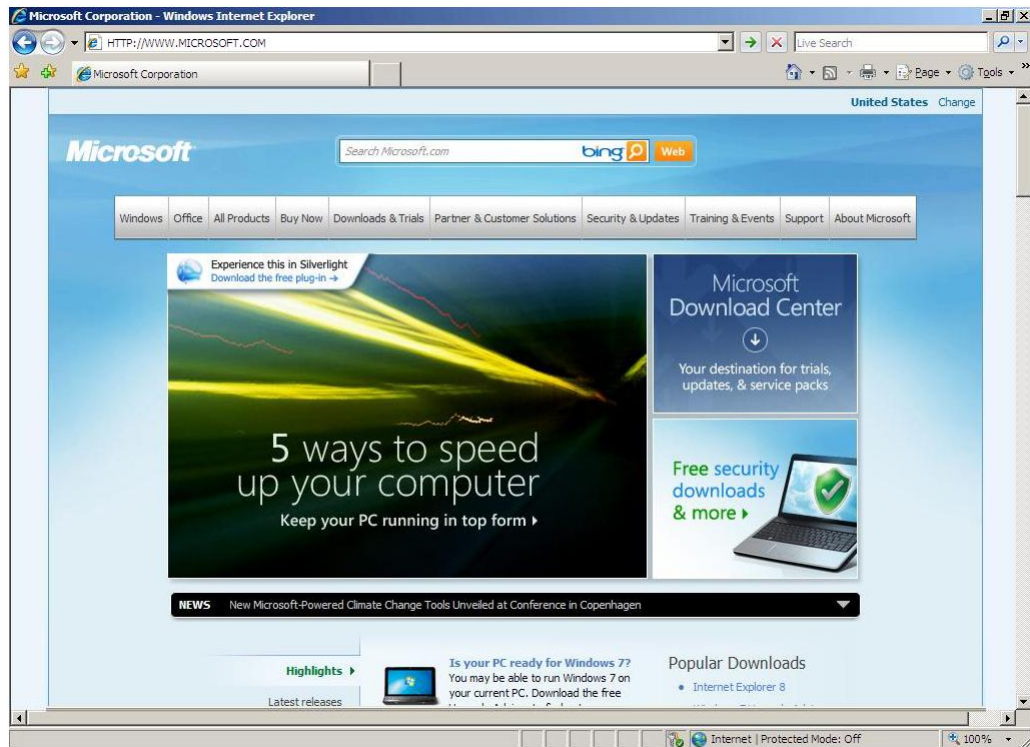 Microsoft Corporation - Windows Internet Explorer
HTTP://WWW.MICROSOFT.COM
Live Search
Microsoft Corporation
Page
Tools
United States Change
Microsoft
Search Microsoft.com
bing
Web
Windows Office All Products Buy Now Downloads & Trials Partner & Customer Solutions Security & Updates Training & Events Support About Microsoft
Experience this in Silverlight
Download the free plug-in
5 ways to speed
up your computer
Keep your PC running in top form
Microsoft
Download Center
Your destination for trials,
updates, & service packs
Free security
downloads
& more
NEWS New Microsoft-Powered Climate Change Tools Unveiled at Conference in Copenhagen
Highlights
Latest releases
Is your PC ready for Windows 7?
You may be able to run Windows 7 on
your current PC. Download the free
Popular Downloads
Internet Explorer 8
Internet | Protected Mode: Off
100%